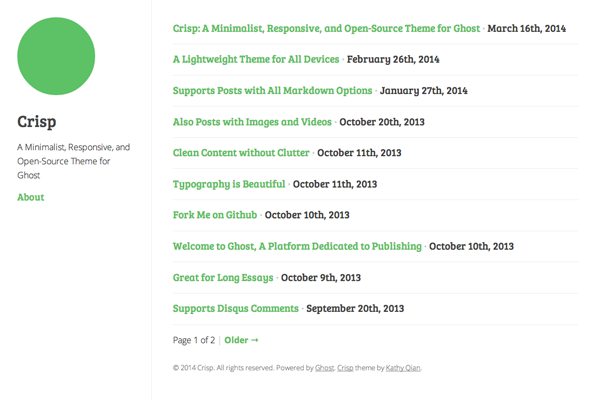 Crisp
A Minimalist, Responsive, and
Open-Source Theme for
Ghost
About
Crisp: A Minimalist, Responsive, and Open-Source Theme for Ghost · March 16th, 2014
A Lightweight Theme for All Devices · February 26th, 2014
Supports Posts with All Markdown Options · January 27th, 2014
Also Posts with Images and Videos · October 20th, 2013
Clean Content without Clutter · October 11th, 2013
Typography is Beautiful · October 11th, 2013
Fork Me on Github · October 10th, 2013
Welcome to Ghost, A Platform Dedicated to Publishing · October 10th, 2013
Great for Long Essays · October 9th, 2013
Supports Disqus Comments · September 20th, 2013
Page 1 of 2 | Older →
© 2014 Crisp. All rights reserved. Powered by Ghost. Crisp theme by Kathy Qian.